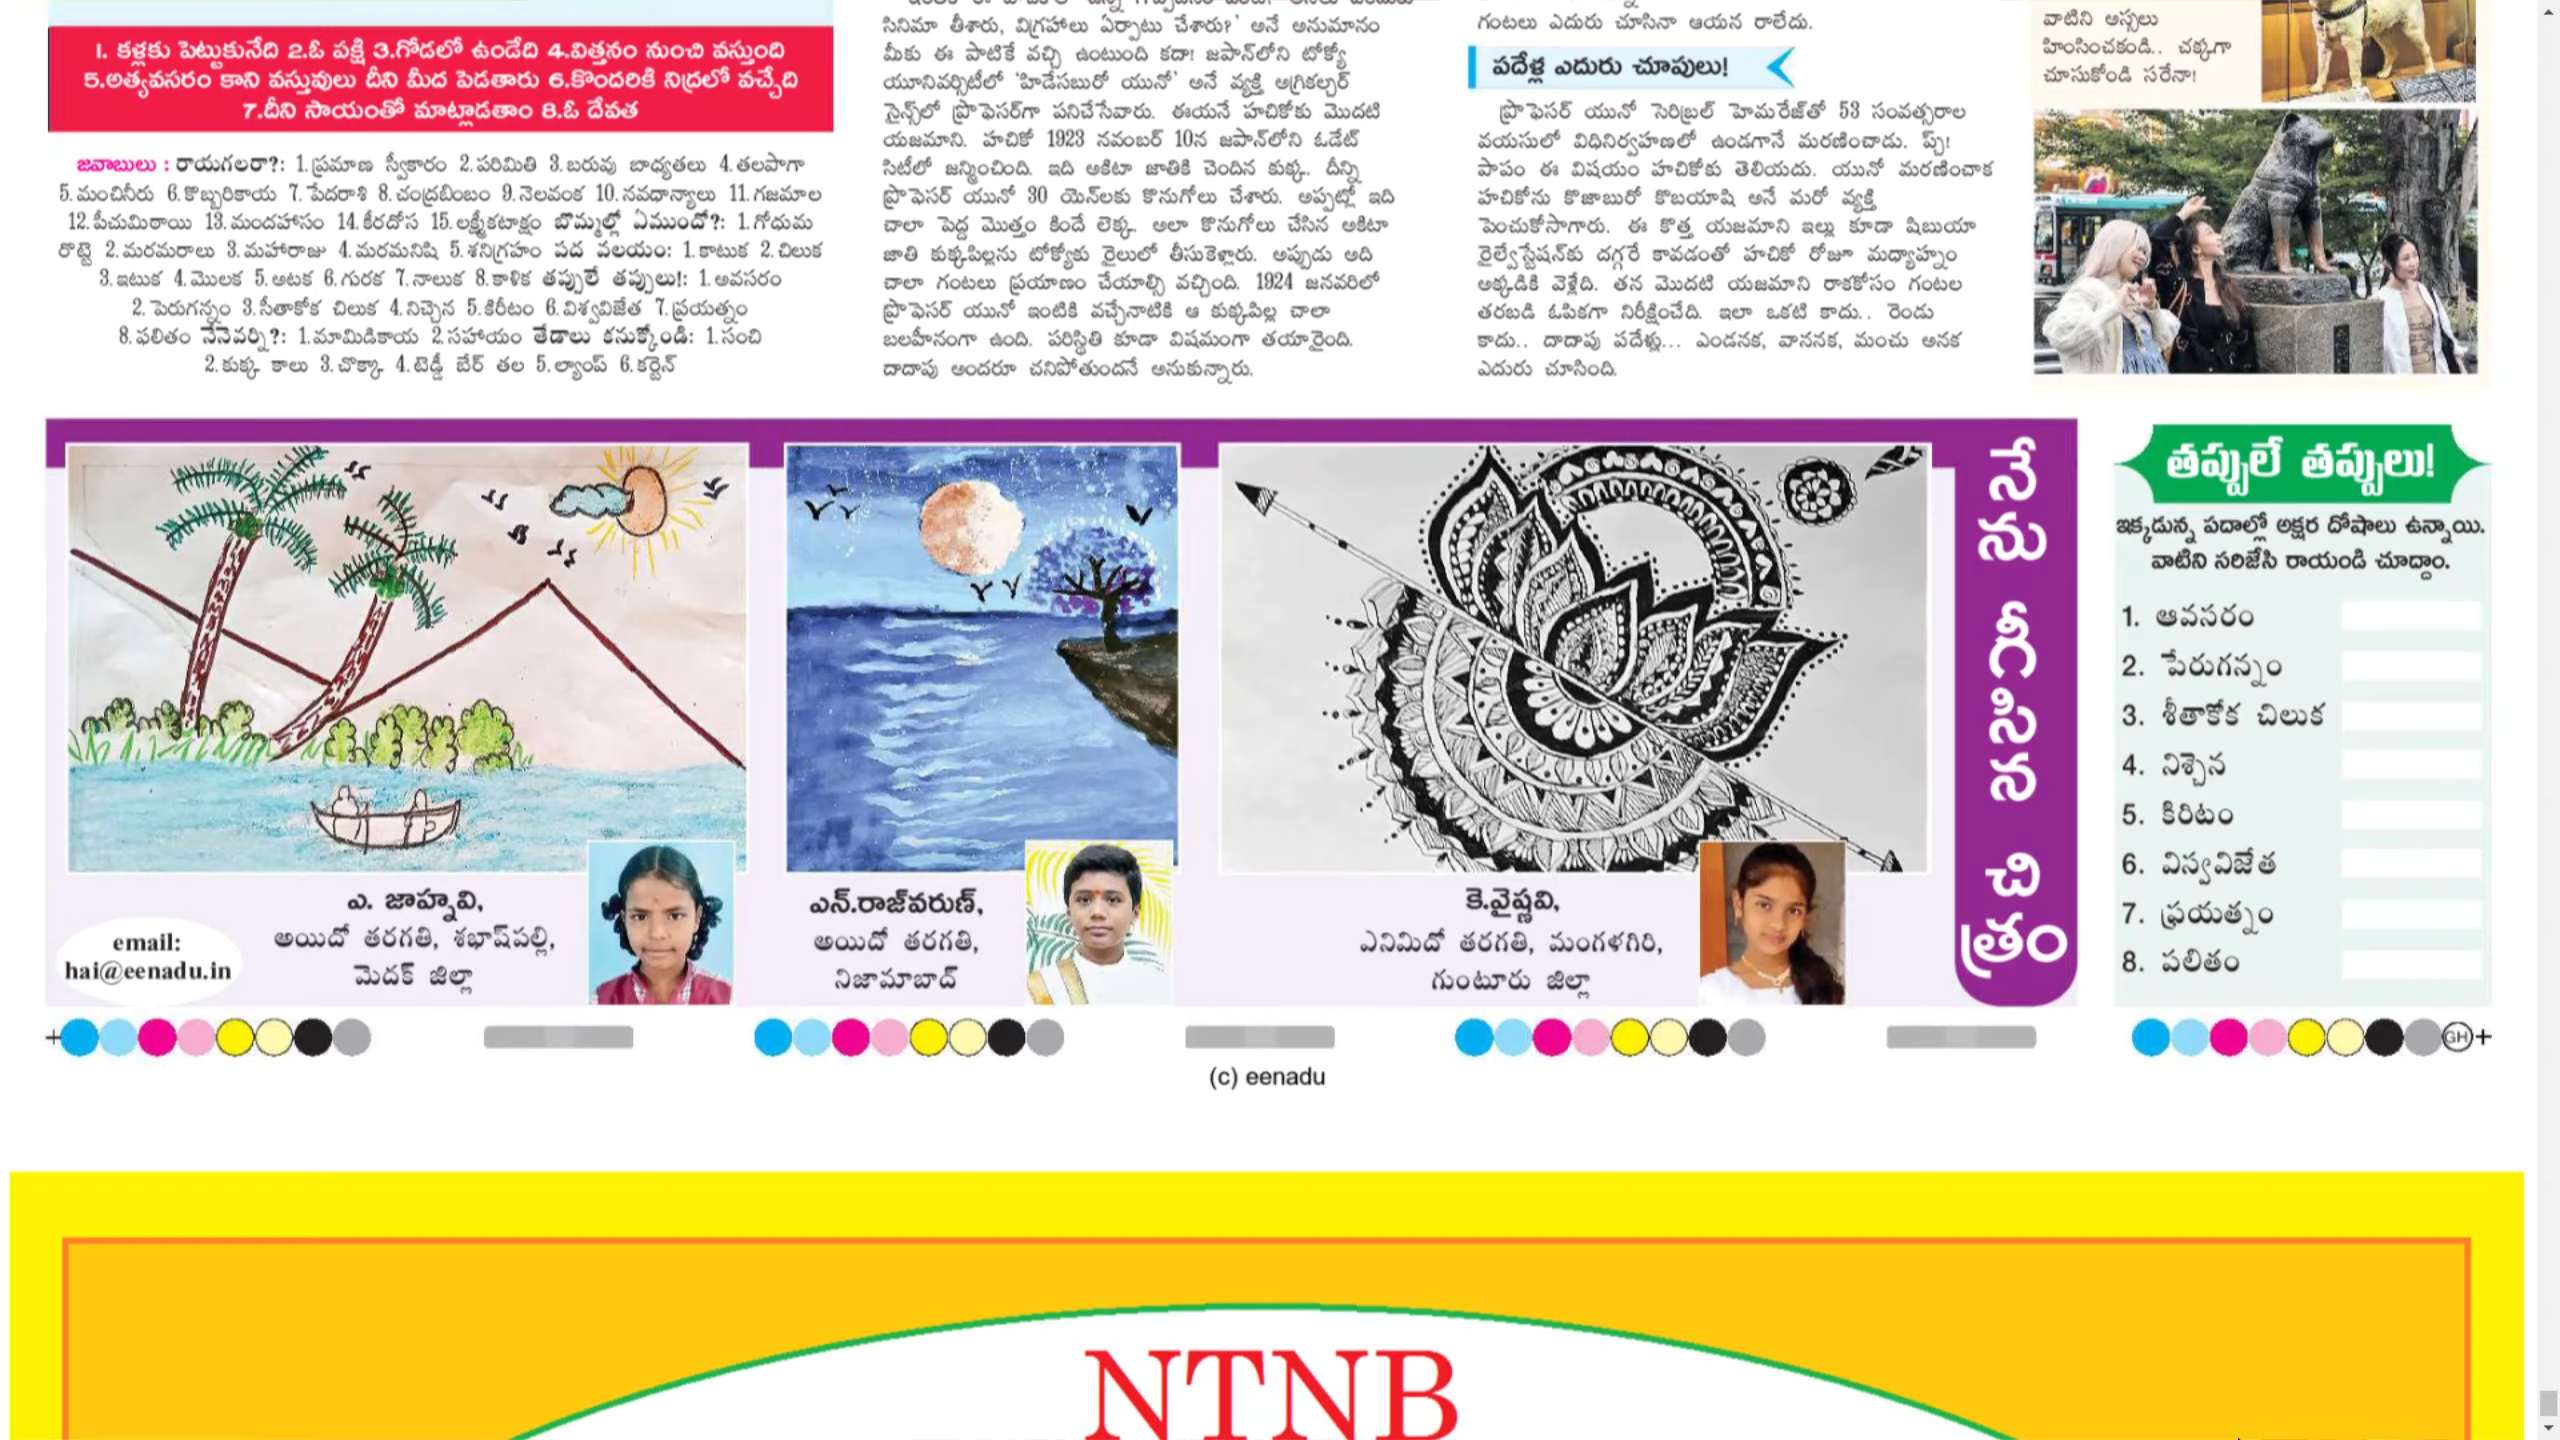 1. కళ్లకు పెట్టుకునేది 2.ఓ పక్షి 3.గోడలో ఉండేది 4.విత్తనం నుంచి వస్తుంది
5.అత్యవసరం కాని వస్తువులు దీని మీద పెడతారు 6.కొందరికి నిద్రలో వచ్చేది
7.దీని సాయంతో మాట్లాడతాం 8.ఓ దేవత
జవాబులు : రాయగలరా?: 1.ప్రమాణ స్వీకారం 2.పరిమితి 3.బరువు బాధ్యతలు 4.తలపాగా
5.మంచినీరు 6.కొబ్బరికాయ 7.పేదరాశి 8.చంద్రబింబం 9.నెలవంక 10.నవధాన్యాలు 11.గజమాల
12.పీచుమిఠాయి 13.మందహాసం 14.కీరదోస 15.లక్ష్మీకటాక్షం బొమ్మల్లో ఏముందో?: 1.గోధుమ
రొట్టె 2.మరమరాలు 3.మహారాజు 4.మరమనిషి 5.శనిగ్రహం పద వలయం: 1.కాటుక 2.చిలుక
3.ఇటుక 4.మొలక 5.అటక 6.గురక 7.నాలుక 8.కాళిక తప్పులే తప్పులు!: 1.అవసరం
2.పెరుగన్నం 3.సీతాకోక చిలుక 4.నిచ్చెన 5.కిరీటం 6.విశ్వవిజేత 7.ప్రయత్నం
8.ఫలితం నేనెవర్ని?: 1.మామిడికాయ 2.సహాయం తేడాలు కనుక్కోండి: 1.సంచి
2.కుక్క కాలు 3.చొక్కా 4.టెడ్డీ బేర్ తల 5.ల్యాంప్ 6.కర్టెన్
సినిమా తీశారు, విగ్రహాలు ఏర్పాటు చేశారు?' అనే అనుమానం
మీకు ఈ పాటికే వచ్చి ఉంటుంది కదా! జపాన్‌లోని టోక్యో
యూనివర్సిటీలో 'హిడేసబురో యునో' అనే వ్యక్తి అగ్రికల్చర్
సైన్స్‌లో ప్రొఫెసర్‌గా పనిచేసేవారు. ఈయనే హచికోకు మొదటి
యజమాని. హచికో 1923 నవంబర్ 10న జపాన్‌లోని ఓడేట్
సిటీలో జన్మించింది. ఇది అకిటా జాతికి చెందిన కుక్క. దీన్ని
ప్రొఫెసర్ యునో 30 యెన్‌లకు కొనుగోలు చేశారు. అప్పట్లో ఇది
చాలా పెద్ద మొత్తం కిందే లెక్క. అలా కొనుగోలు చేసిన అకిటా
జాతి కుక్కపిల్లను టోక్యోకు రైలులో తీసుకెళ్లారు. అప్పుడు అది
చాలా గంటలు ప్రయాణం చేయాల్సి వచ్చింది. 1924 జనవరిలో
ప్రొఫెసర్ యునో ఇంటికి వచ్చేనాటికి ఆ కుక్కపిల్ల చాలా
బలహీనంగా ఉంది. పరిస్థితి కూడా విషమంగా తయారైంది.
దాదాపు అందరూ చనిపోతుందనే అనుకున్నారు.
గంటలు ఎదురు చూసినా ఆయన రాలేదు.
పదేళ్ల ఎదురు చూపులు!
ప్రొఫెసర్ యునో సెరిబ్రల్ హెమరేజ్‌తో 53 సంవత్సరాల
వయసులో విధినిర్వహణలో ఉండగానే మరణించాడు. ప్చ్!
పాపం ఈ విషయం హచికోకు తెలియదు. యునో మరణించాక
హచికోను కొజాబురో కొబయాషి అనే మరో వ్యక్తి
పెంచుకోసాగారు. ఈ కొత్త యజమాని ఇల్లు కూడా షిబుయా
రైల్వేస్టేషన్‌కు దగ్గరే కావడంతో హచికో రోజూ మధ్యాహ్నం
అక్కడికి వెళ్లేది. తన మొదటి యజమాని రాకకోసం గంటల
తరబడి ఓపికగా నిరీక్షించేది. ఇలా ఒకటి కాదు.. రెండు
కాదు.. దాదాపు పదేళ్లు... ఎండనక, వాననక, మంచు అనక
ఎదురు చూసింది.
వాటిని అస్సలు
హింసించకండి.. చక్కగా
చూసుకోండి సరేనా!
నేను గీసిన చిత్రం
ఎ. జాహ్నవి,
అయిదో తరగతి, శభాష్‌పల్లి,
మెదక్ జిల్లా
email:
hai@eenadu.in
ఎన్.రాజ్‌వరుణ్,
అయిదో తరగతి,
నిజామాబాద్
కె.వైష్ణవి,
ఎనిమిదో తరగతి, మంగళగిరి,
గుంటూరు జిల్లా
తప్పులే తప్పులు!
ఇక్కడున్న పదాల్లో అక్షర దోషాలు ఉన్నాయి.
వాటిని సరిజేసి రాయండి చూద్దాం.
1. ఆవసరం
2. పేరుగన్నం
3. శీతాకోక చిలుక
4. నిశ్చెన
5. కిరిటం
6. విస్వవిజేత
7. ఫ్రయత్నం
8. పలితం
GH
(c) eenadu
NTNB